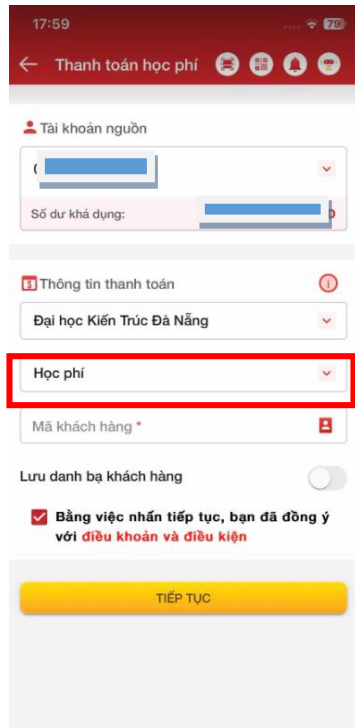 17:59
79
Thanh toán học phí
Tài khoản nguồn
Số dư khả dụng:
Thông tin thanh toán
Đại học Kiến Trúc Đà Nẵng
Học phí
Mã khách hàng *
Lưu danh bạ khách hàng
Bằng việc nhấn tiếp tục, bạn đã đồng ý
với điều khoản và điều kiện
TIẾP TỤC